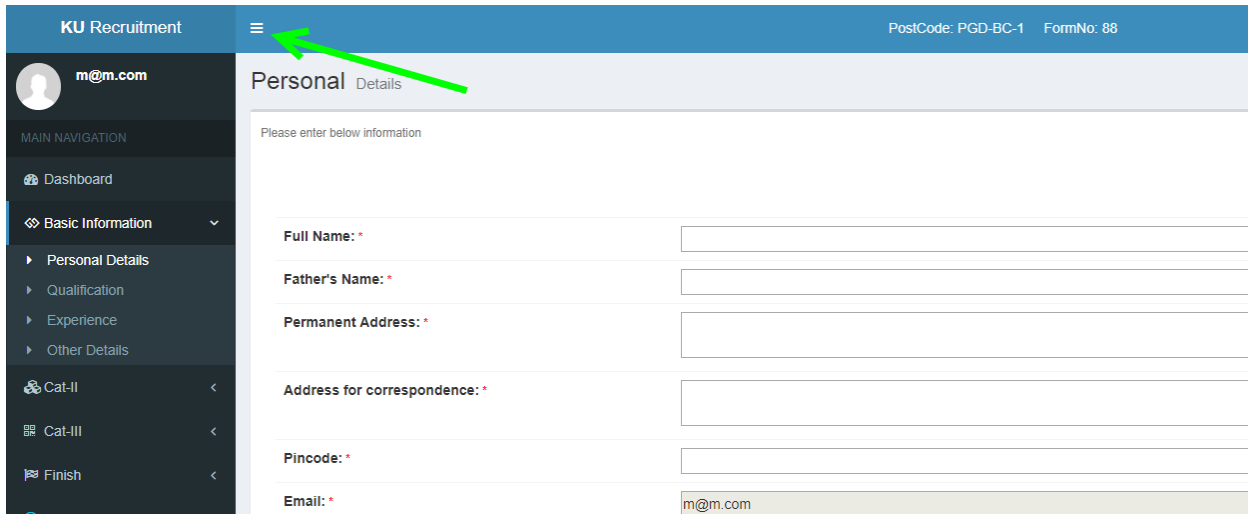 KU Recruitment
PostCode: PGD-BC-1 FormNo: 88
m@m.com
Personal Details
MAIN NAVIGATION
Please enter below information
Dashboard
Basic Information
Personal Details
Qualification
Experience
Other Details
Cat-II
Cat-III
Finish
Full Name: *
Father's Name: *
Permanent Address: *
Address for correspondence: *
Pincode: *
Email: *
m@m.com